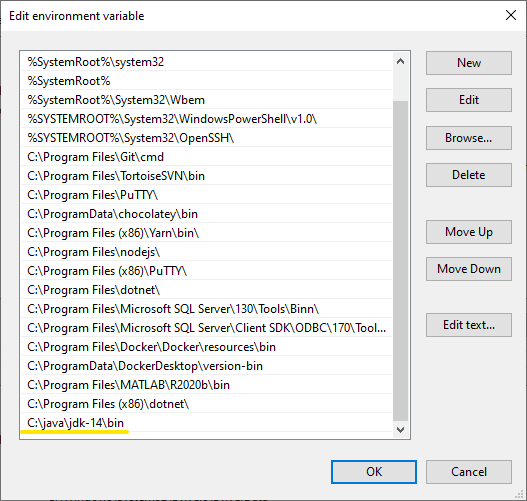 Edit environment variable
%SystemRoot%\system32
%SystemRoot%
%SystemRoot%\System32\Wbem
%SYSTEMROOT%\System32\WindowsPowerShell\v1.0\
%SYSTEMROOT%\System32\OpenSSH\
C:\Program Files\Git\cmd
C:\Program Files\TortoiseSVN\bin
C:\Program Files\PuTTY\
C:\ProgramData\chocolatey\bin
C:\Program Files (x86)\Yarn\bin\
C:\Program Files\nodejs\
C:\Program Files (x86)\PuTTY\
C:\Program Files\dotnet\
C:\Program Files\Microsoft SQL Server\130\Tools\Binn\
C:\Program Files\Microsoft SQL Server\Client SDK\ODBC\170\Tool...
C:\Program Files\Docker\Docker\resources\bin
C:\ProgramData\DockerDesktop\version-bin
C:\Program Files\MATLAB\R2020b\bin
C:\Program Files (x86)\dotnet\
C:\java\jdk-14\bin
New
Edit
Browse...
Delete
Move Up
Move Down
Edit text...
OK
Cancel